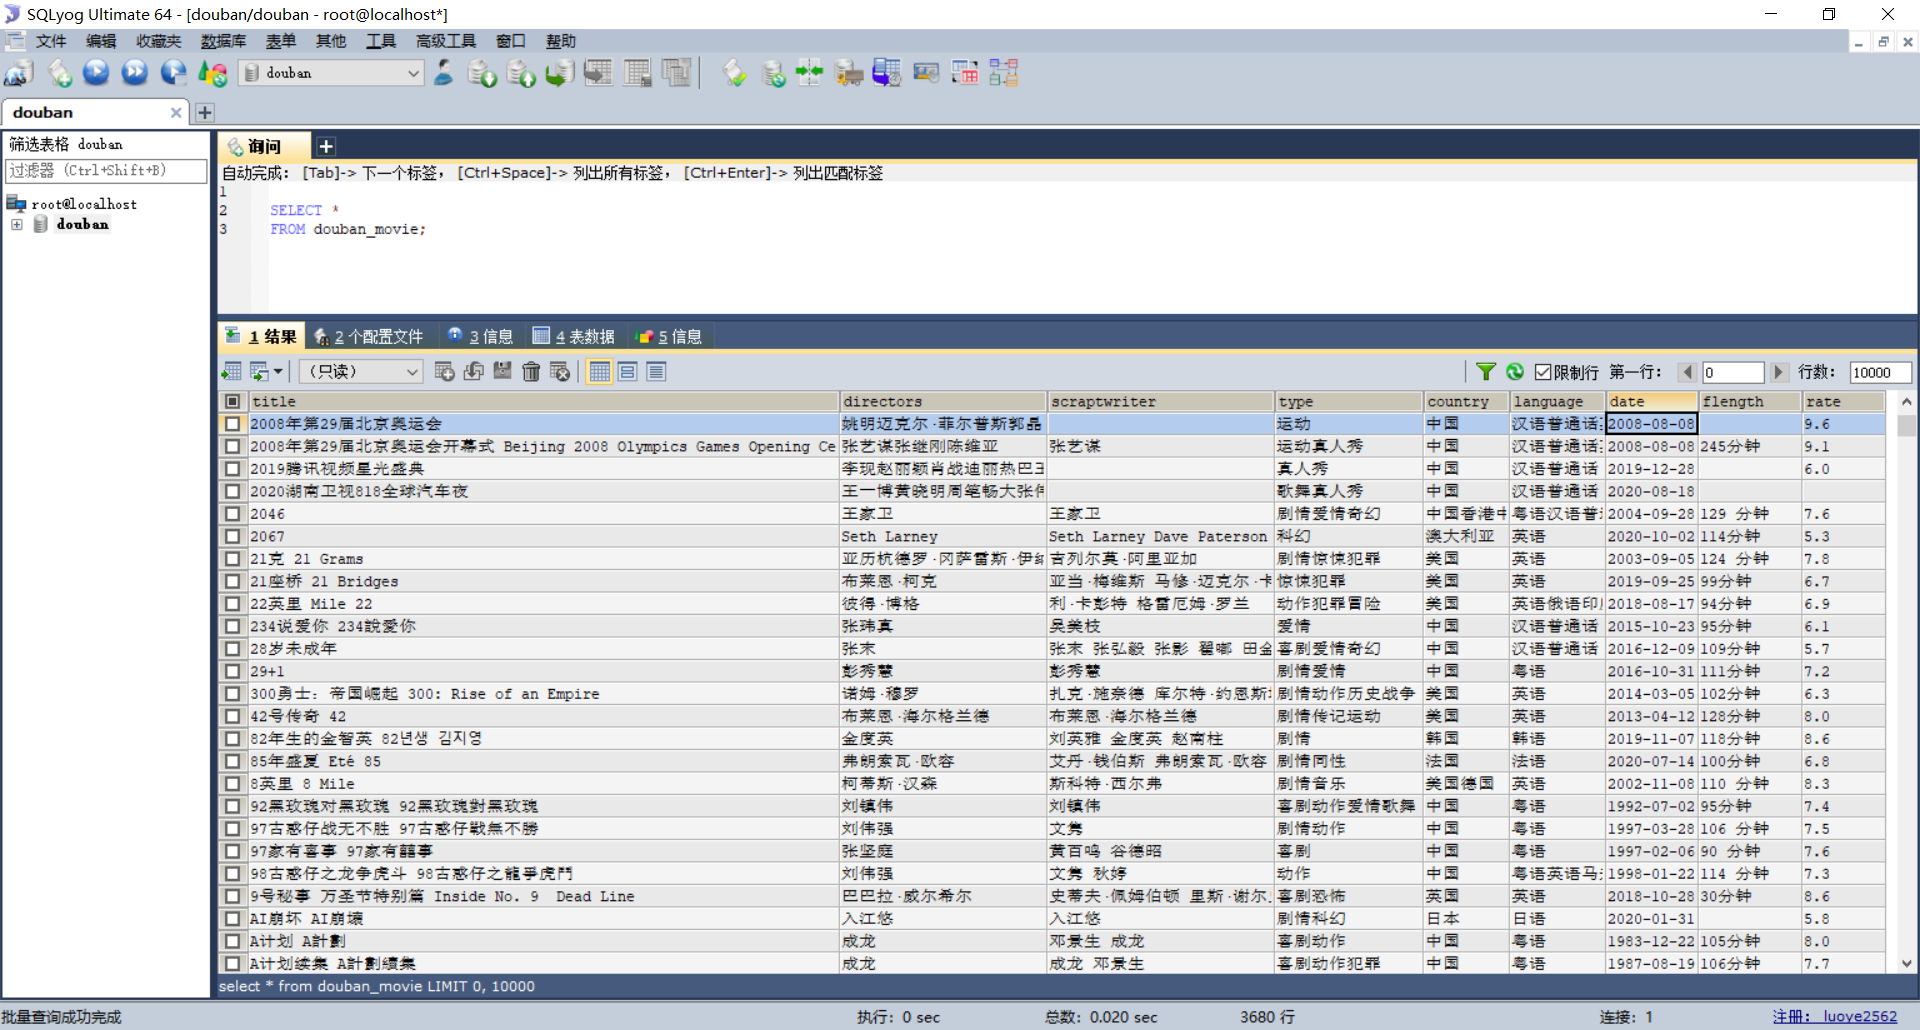 SQLyog Ultimate 64 - [douban/douban - root@localhost*]
文件 编辑 收藏夹 数据库 表单 其他 工具 高级工具 窗口 帮助
douban
douban
筛选表格 douban
过滤器 (Ctrl+Shift+B)
root@localhost
douban
询问
自动完成: [Tab]-> 下一个标签, [Ctrl+Space]-> 列出所有标签, [Ctrl+Enter]-> 列出匹配标签
1
2 SELECT *
3 FROM douban_movie;
1 结果 2 个配置文件 3 信息 4 表数据 5 信息
(只读) 限制行 第一行: 0 行数: 10000
title directors scraptwriter type country language date flength rate
2008年第29届北京奥运会 姚明迈克尔·菲尔普斯郭晶 运动 中国 汉语普通话 2008-08-08 9.6
2008年第29届北京奥运会开幕式 Beijing 2008 Olympics Games Opening Ce 张艺谋张继刚陈维亚 张艺谋 运动真人秀 中国 汉语普通话 2008-08-08 245分钟 9.1
2019腾讯视频星光盛典 李现赵丽颖肖战迪丽热巴王 真人秀 中国 汉语普通话 2019-12-28 6.0
2020湖南卫视818全球汽车夜 王一博黄晓明周笔畅大张伟 歌舞真人秀 中国 汉语普通话 2020-08-18
2046 王家卫 王家卫 剧情爱情奇幻 中国香港中 粤语汉语普 2004-09-28 129 分钟 7.6
2067 Seth Larney Seth Larney Dave Paterson 科幻 澳大利亚 英语 2020-10-02 114分钟 5.3
21克 21 Grams 亚历杭德罗·冈萨雷斯·伊纳 吉列尔莫·阿里亚加 剧情惊悚犯罪 美国 英语 2003-09-05 124 分钟 7.8
21座桥 21 Bridges 布莱恩·柯克 亚当·梅维斯 马修·迈克尔·卡 惊悚犯罪 美国 英语 2019-09-25 99分钟 6.7
22英里 Mile 22 彼得·博格 利·卡彭特 格雷厄姆·罗兰 动作犯罪冒险 美国 英语俄语印 2018-08-17 94分钟 6.9
234说爱你 234說愛你 张玮真 吴美枝 爱情 中国 汉语普通话 2015-10-23 95分钟 6.1
28岁未成年 张末 张末 张弘毅 张影 翟嘟 田金 喜剧爱情奇幻 中国 汉语普通话 2016-12-09 109分钟 5.7
29+1 彭秀慧 彭秀慧 剧情爱情 中国 粤语 2016-10-31 111分钟 7.2
300勇士: 帝国崛起 300: Rise of an Empire 诺姆·穆罗 扎克·施奈德 库尔特·约恩斯 剧情动作历史战争 美国 英语 2014-03-05 102分钟 6.3
42号传奇 42 布莱恩·海尔格兰德 布莱恩·海尔格兰德 剧情传记运动 美国 英语 2013-04-12 128分钟 8.0
82年生的金智英 82년생 김지영 金度英 刘英雅 金度英 赵南柱 剧情 韩国 韩语 2019-11-07 118分钟 8.6
85年盛夏 Eté 85 弗朗索瓦·欧容 艾丹·钱伯斯 弗朗索瓦·欧容 剧情同性 法国 法语 2020-07-14 100分钟 6.8
8英里 8 Mile 柯蒂斯·汉森 斯科特·西尔弗 剧情音乐 美国德国 英语 2002-11-08 110 分钟 8.3
92黑玫瑰对黑玫瑰 92黑玫瑰對黑玫瑰 刘镇伟 刘镇伟 喜剧动作爱情歌舞 中国 粤语 1992-07-02 95分钟 7.4
97古惑仔战无不胜 97古惑仔戰無不勝 刘伟强 文隽 剧情动作 中国 粤语 1997-03-28 106 分钟 7.5
97家有喜事 97家有囍事 张坚庭 黄百鸣 谷德昭 喜剧 中国 粤语 1997-02-06 90 分钟 7.6
98古惑仔之龙争虎斗 98古惑仔之龍爭虎鬥 刘伟强 文隽 秋婷 动作 中国 粤语英语马 1998-01-22 114 分钟 7.3
9号秘事 万圣节特别篇 Inside No. 9 Dead Line 巴巴拉·威尔希尔 史蒂夫·佩姆伯顿 里斯·谢尔 喜剧恐怖 英国 英语 2018-10-28 30分钟 8.6
AI崩坏 AI崩壊 入江悠 入江悠 剧情科幻 日本 日语 2020-01-31 5.8
A计划 A計劃 成龙 邓景生 成龙 喜剧动作 中国 粤语 1983-12-22 105分钟 8.0
A计划续集 A計劃續集 成龙 成龙 邓景生 喜剧动作犯罪 中国 粤语 1987-08-19 106分钟 7.7
select * from douban_movie LIMIT 0, 10000
批量查询成功完成 执行: 0 sec 总数: 0.020 sec 3680 行 连接: 1 注册: luoye2562